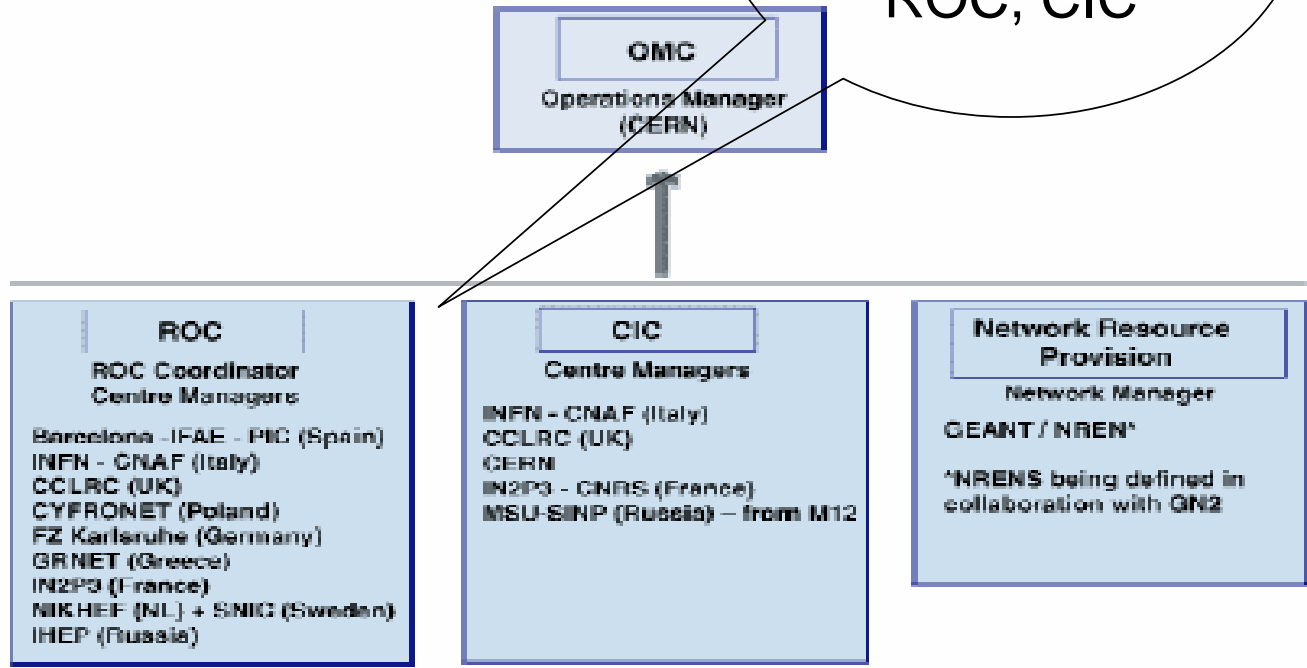 ROC, CIC
OMC
Operations Manager
(CERN)
ROC
ROC Coordinator
Centre Managers
Barcelona -IFAE - PIC (Spain)
INFN - CNAF (Italy)
CCLRC (UK)
CYFRONET (Poland)
FZ Karlsruhe (Germany)
GRNET (Greece)
IN2P3 (France)
NIKHEF (NL) + SNIC (Sweden)
IHEP (Russia)
CIC
Centre Managers
INFN - CNAF (Italy)
CCLRC (UK)
CERN
IN2P3 - CNRS (France)
MSU-SINP (Russia) – from M12
Network Resource
Provision
Network Manager
GEANT / NREN*
*NRENS being defined in
collaboration with GN2